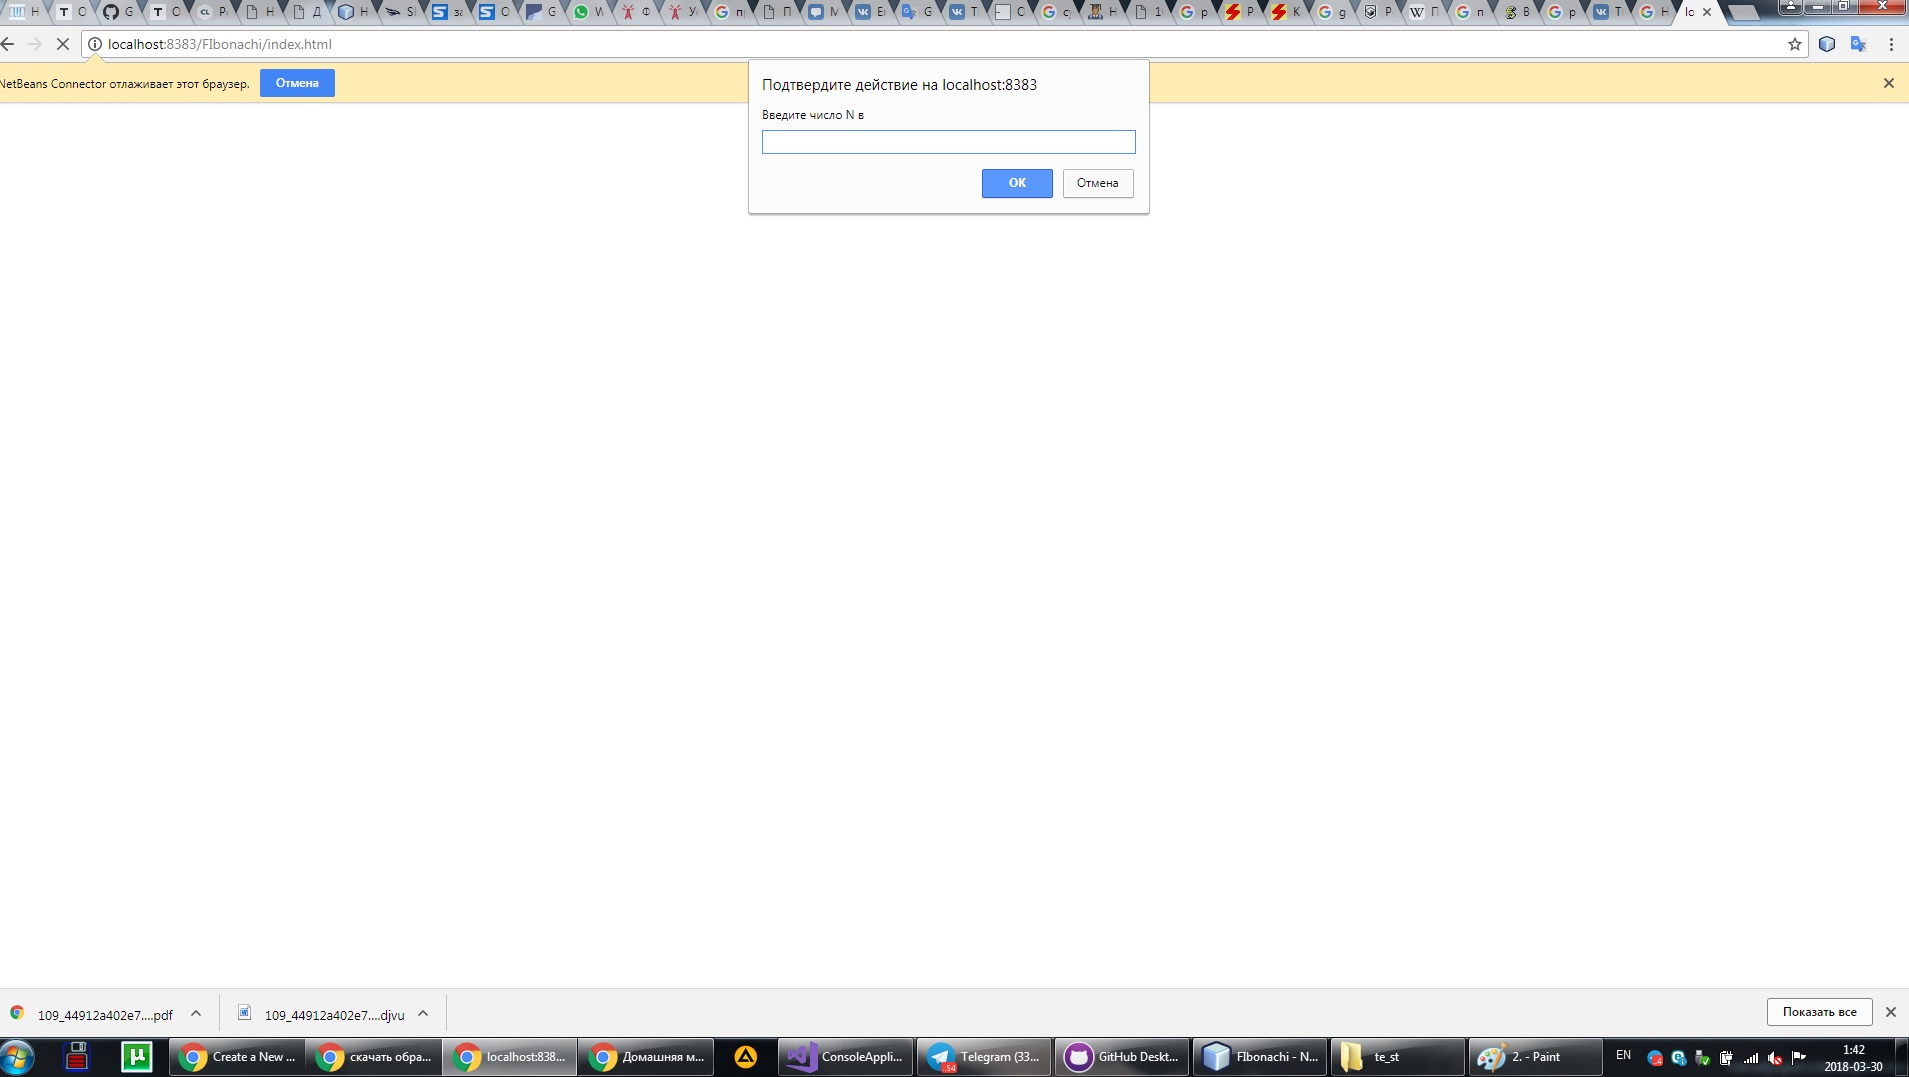 localhost:8383/FIbonachi/index.html
NetBeans Connector отлаживает этот браузер.
Отмена
Подтвердите действие на localhost:8383
Введите число N в
OK
Отмена
109_44912a402e7....pdf
109_44912a402e7....djvu
Показать все
Create a New ...
скачать обра...
localhost:838...
Домашняя м...
ConsoleAppli...
Telegram (33...
GitHub Deskt...
FIbonachi - N...
te_st
2. - Paint
EN
1:42
2018-03-30